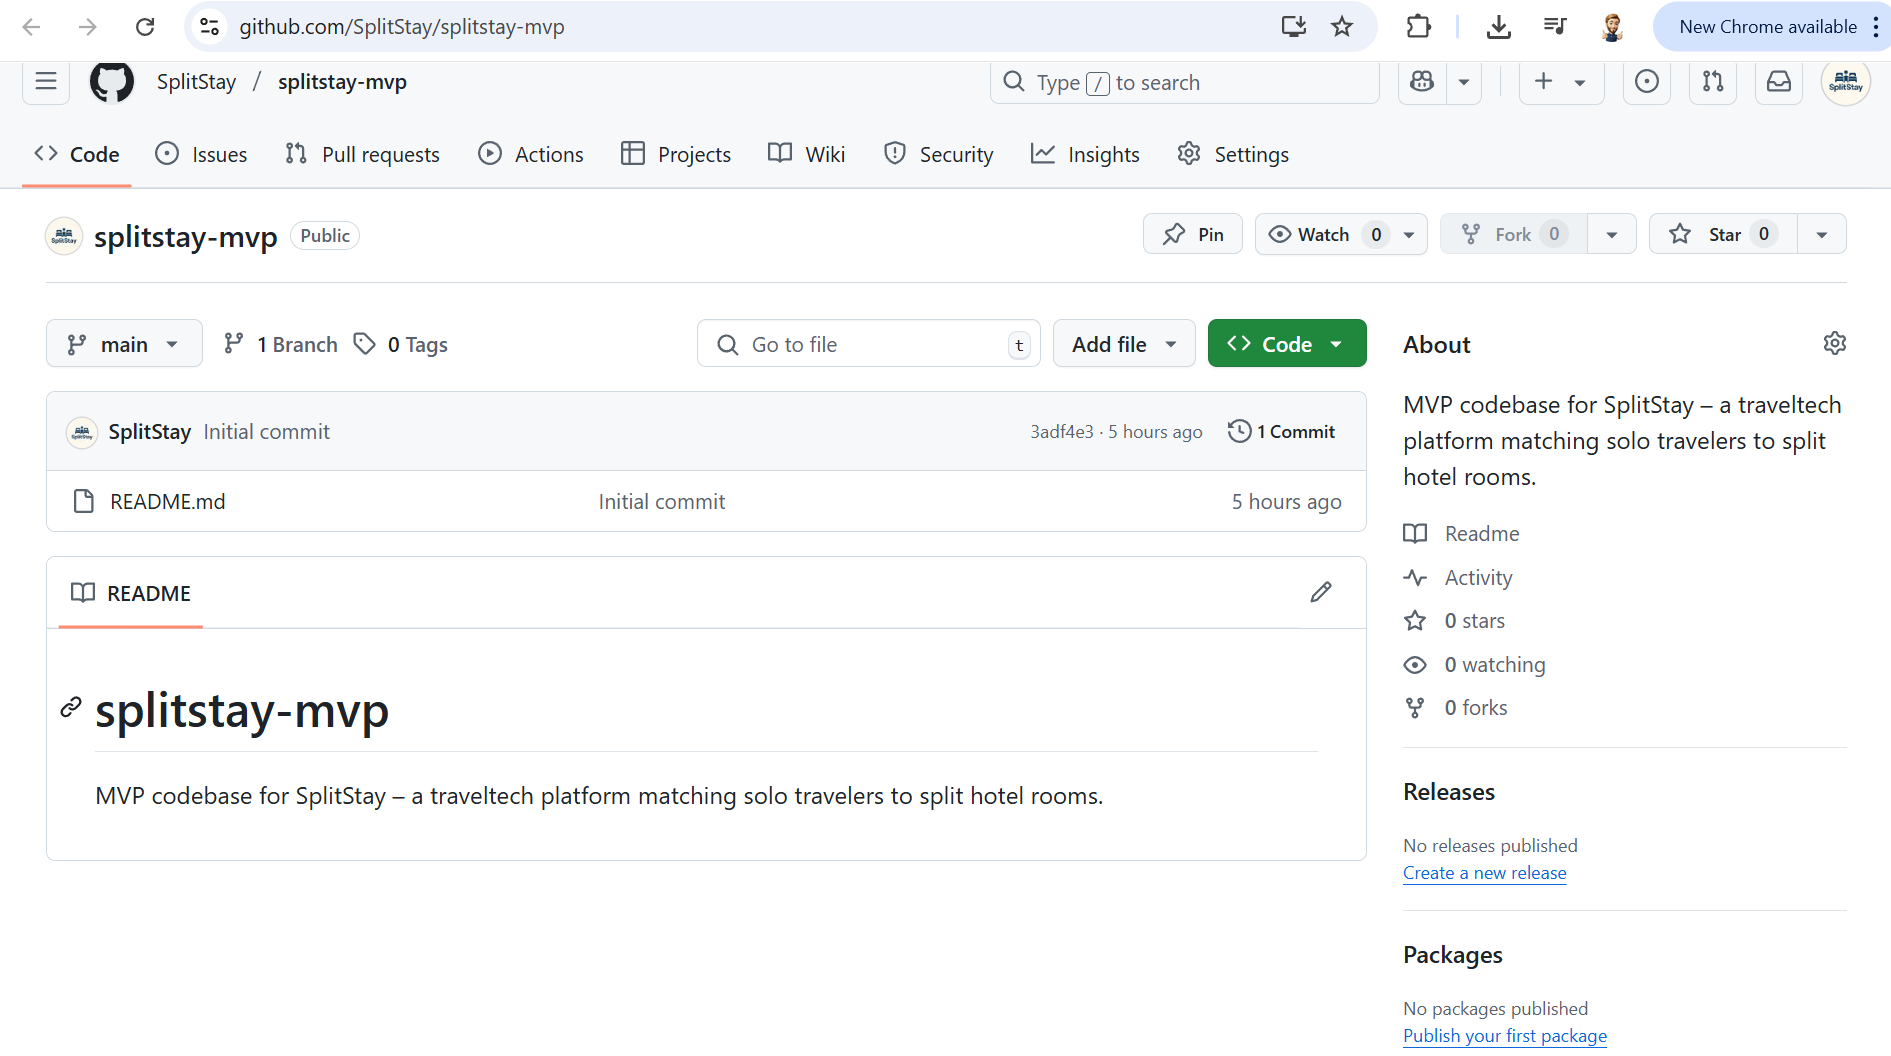 github.com/SplitStay/splitstay-mvp
New Chrome available
SplitStay / splitstay-mvp
Type / to search
SplitStay
Code Issues Pull requests Actions Projects Wiki Security Insights Settings
SplitStay
splitstay-mvp Public
Pin Watch 0 Fork 0 Star 0
main 1 Branch 0 Tags Go to file t Add file Code
SplitStay Initial commit 3adf4e3 · 5 hours ago 1 Commit
README.md Initial commit 5 hours ago
README
splitstay-mvp
MVP codebase for SplitStay – a traveltech platform matching solo travelers to split hotel rooms.
About
MVP codebase for SplitStay – a traveltech
platform matching solo travelers to split
hotel rooms.
Readme
Activity
0 stars
0 watching
0 forks
Releases
No releases published
Create a new release
Packages
No packages published
Publish your first package